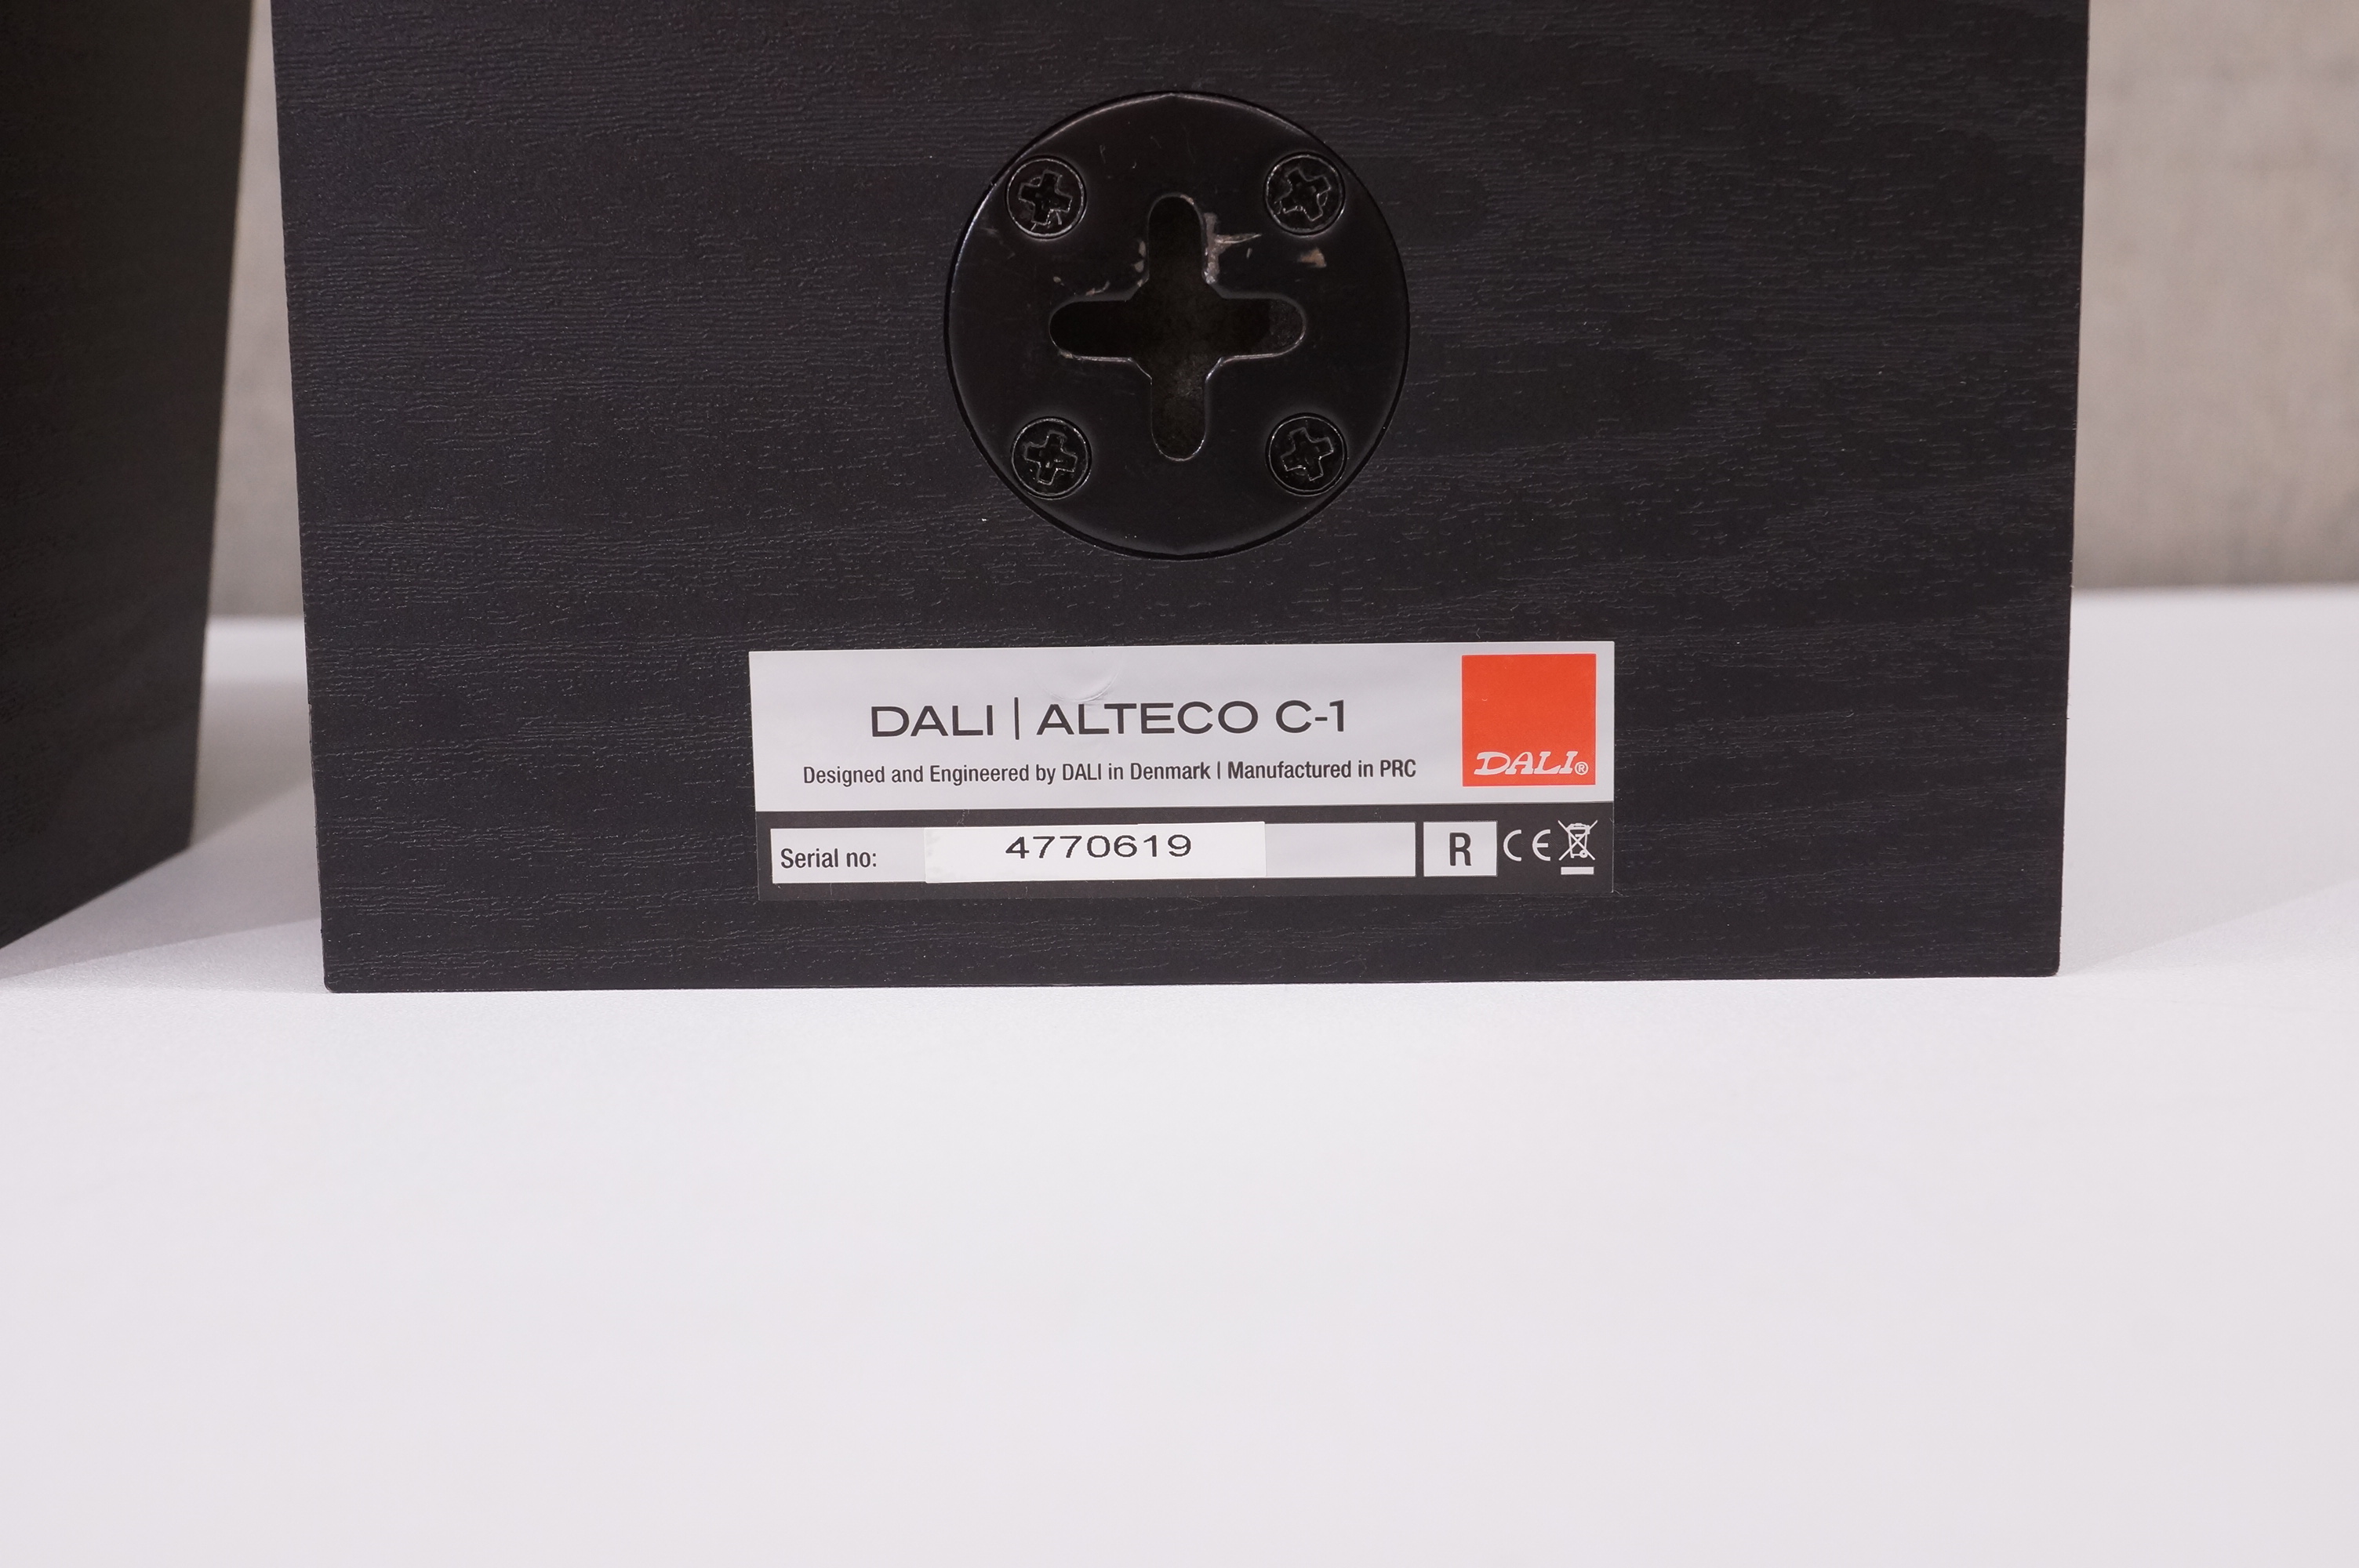 DALI | ALTECO C-1
Designed and Engineered by DALI in Denmark | Manufactured in PRC
DALI®
Serial no: 4770619 R CE